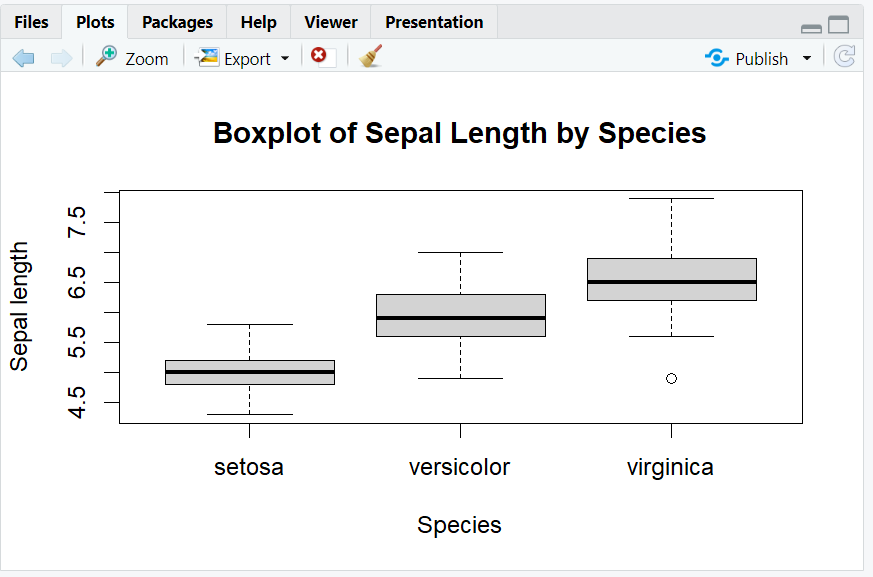 Files Plots Packages Help Viewer Presentation
Zoom Export Publish
Boxplot of Sepal Length by Species
Sepal length
7.5
6.5
5.5
4.5
setosa versicolor virginica
Species